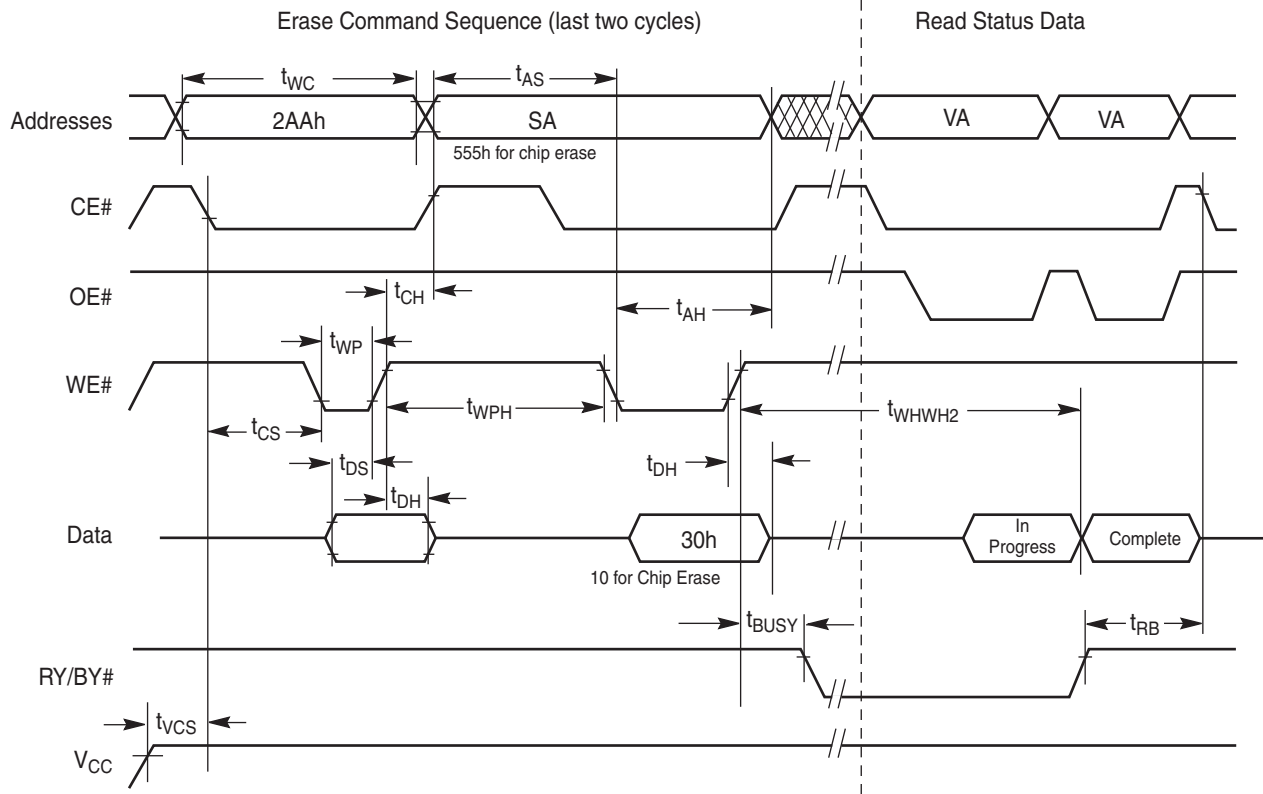 Erase Command Sequence (last two cycles)
Read Status Data
tWC
tAS
Addresses
2AAh
SA
VA
VA
555h for chip erase
CE#
OE#
tCH
tAH
tWP
WE#
tWPH
tWHWH2
tCS
tDS
tDH
tDH
Data
30h
In
Progress
Complete
10 for Chip Erase
tBUSY
tRB
RY/BY#
tVCS
VCC